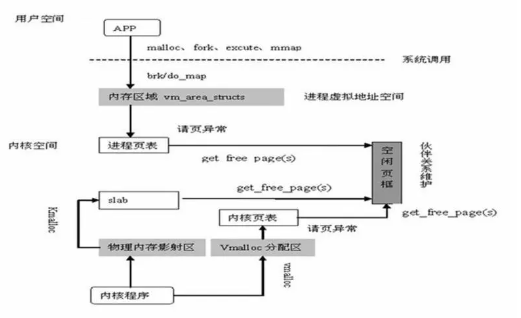 用户空间
APP
malloc、fork、excute、mmap
系统调用
brk/do_map
内存区域 vm_area_structs
进程虚拟地址空间
请页异常
内核空间
进程页表
get free page(s)
空闲页框
伙伴关系维护
get_free_page(s)
slab
Kmalloc
内核页表
get_free_page(s)
请页异常
物理内存影射区
Vmalloc 分配区
vmalloc
内核程序